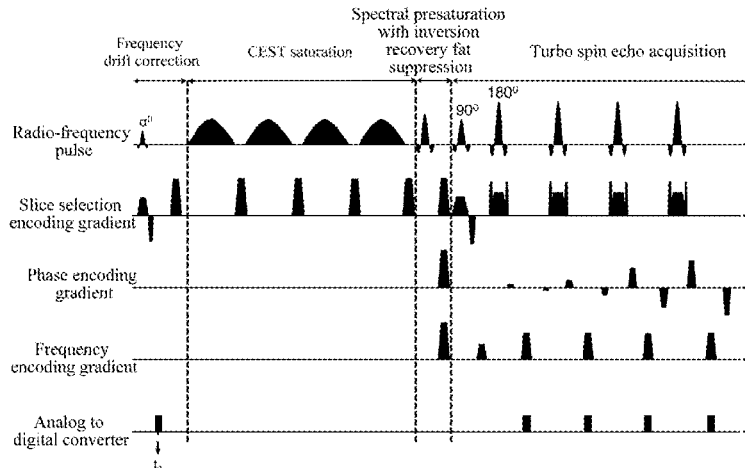 Spectral presaturation
with inversion
recovery fat
suppression
Frequency
drift correction
CEST saturation
Turbo spin echo acquisition
180°
90°
Radio-frequency
pulse
Slice selection
encoding gradient
Phase encoding
gradient
Frequency
encoding gradient
Analog to
digital converter